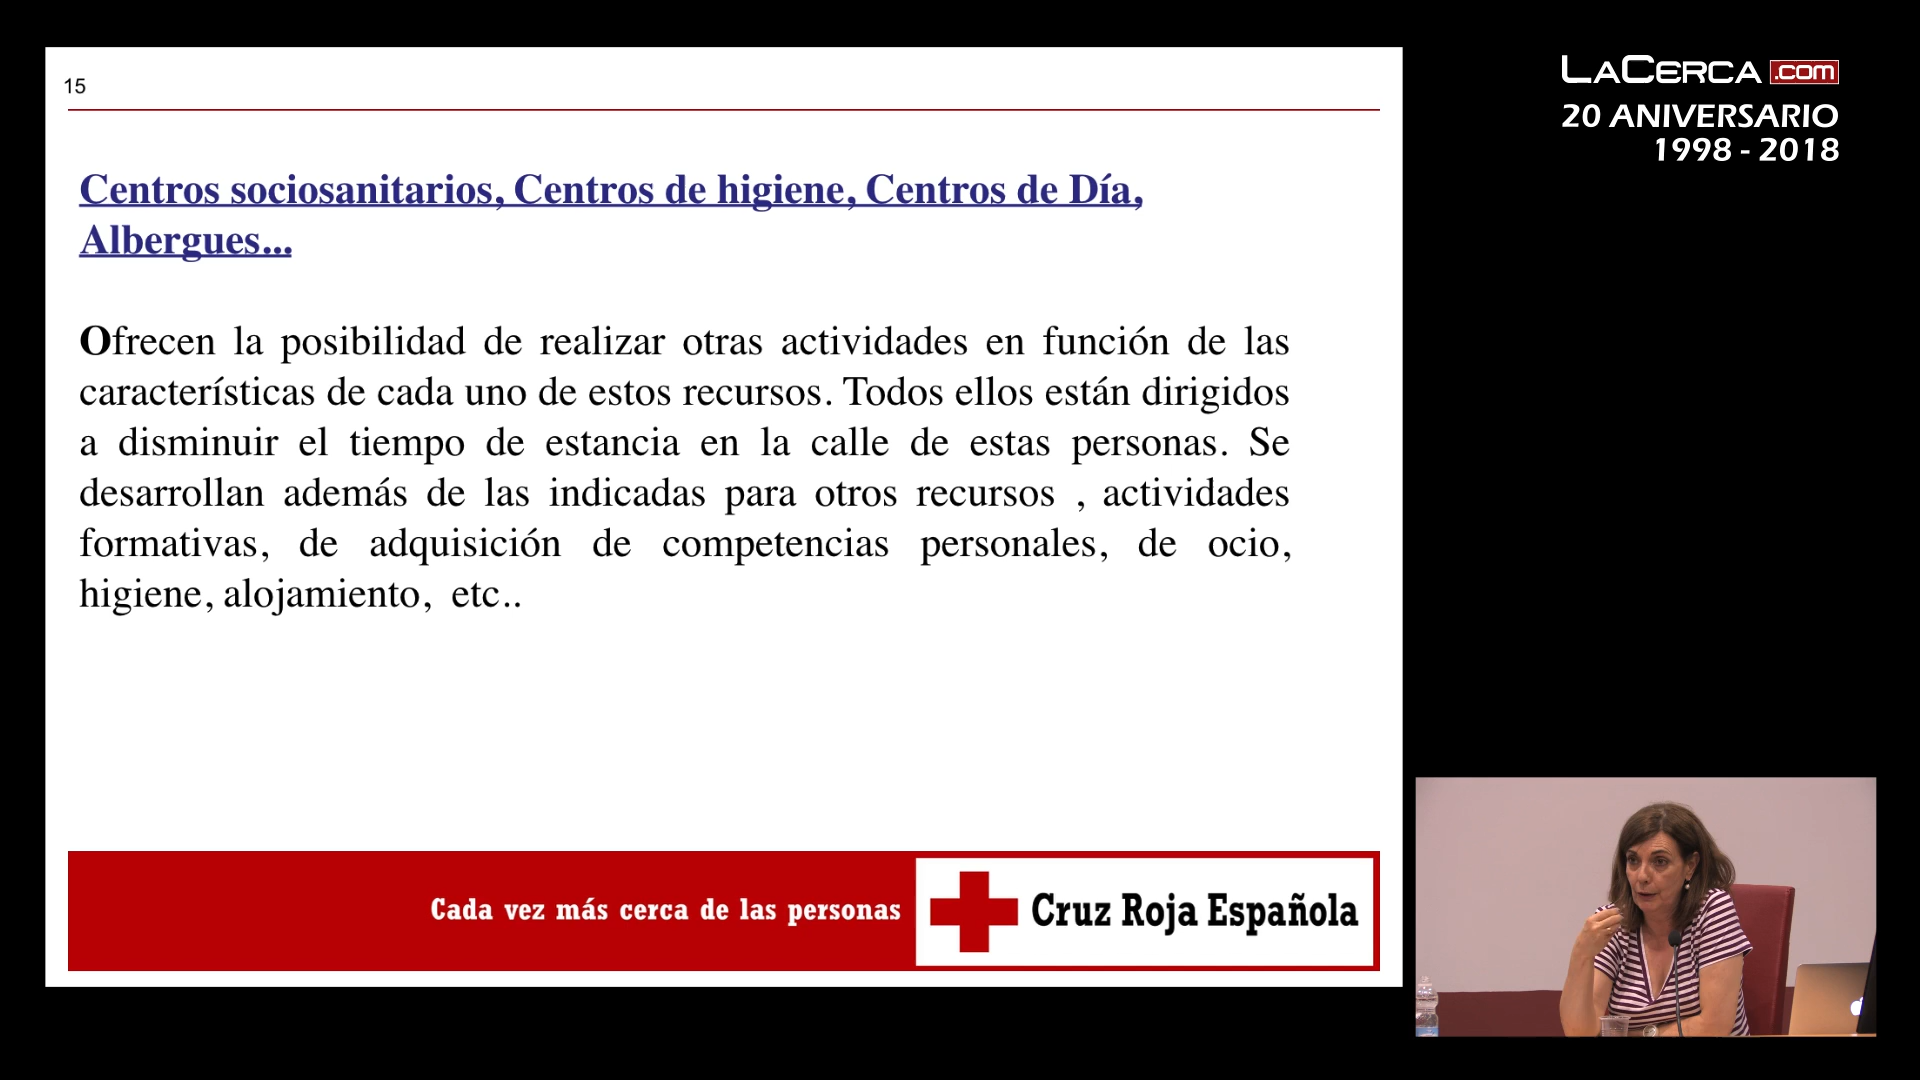 15
Centros sociosanitarios, Centros de higiene, Centros de Día,
Albergues...
Ofrecen la posibilidad de realizar otras actividades en función de las
características de cada uno de estos recursos. Todos ellos están dirigidos
a disminuir el tiempo de estancia en la calle de estas personas. Se
desarrollan además de las indicadas para otros recursos , actividades
formativas, de adquisición de competencias personales, de ocio,
higiene, alojamiento, etc..
Cada vez más cerca de las personas
Cruz Roja Española
LACERCA .com
20 ANIVERSARIO
1998 - 2018